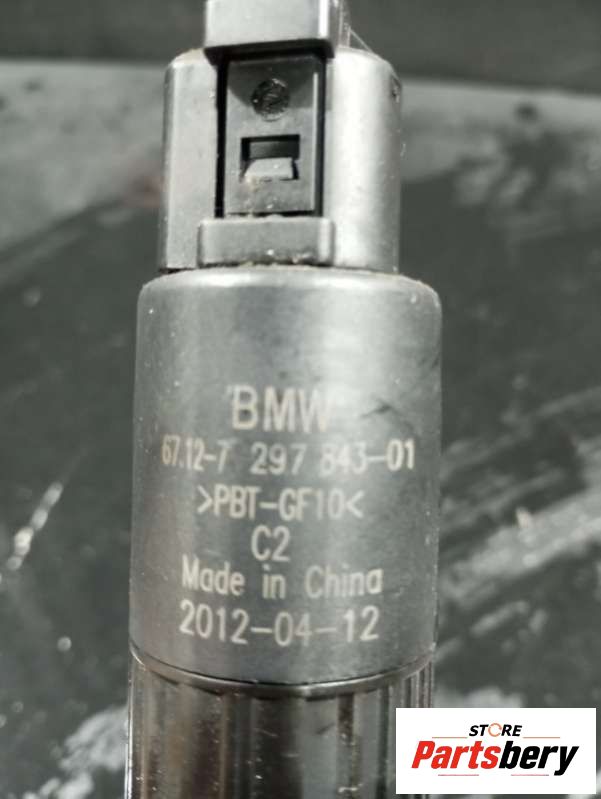 BMW
67.12-7 297 843-01
>PBT-GF10<
C2
Made in China
2012-04-12
STORE
Partsbery